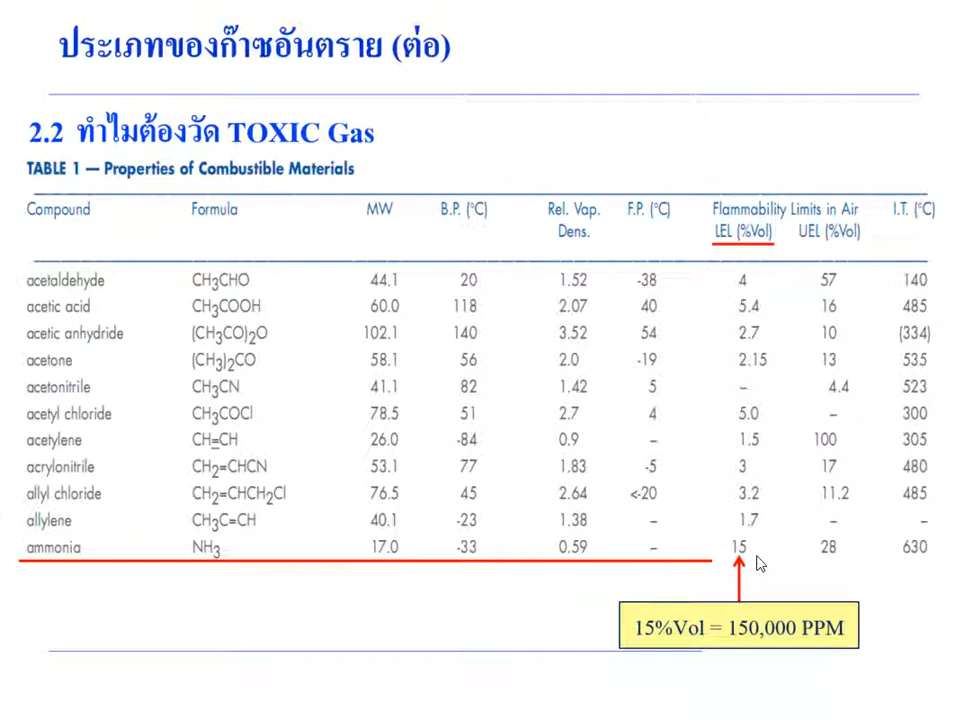 ประเภทของก๊าซอันตราย (ต่อ)
2.2 ทำไมต้องวัด TOXIC Gas
TABLE 1 — Properties of Combustible Materials
Compound Formula MW B.P. (°C) Rel. Vap. Dens. F.P. (°C) Flammability Limits in Air LEL (%Vol) UEL (%Vol) I.T. (°C)
acetaldehyde CH3CHO 44.1 20 1.52 -38 4 57 140
acetic acid CH3COOH 60.0 118 2.07 40 5.4 16 485
acetic anhydride (CH3CO)2O 102.1 140 3.52 54 2.7 10 (334)
acetone (CH3)2CO 58.1 56 2.0 -19 2.15 13 535
acetonitrile CH3CN 41.1 82 1.42 5 – 4.4 523
acetyl chloride CH3COCl 78.5 51 2.7 4 5.0 – 300
acetylene CH=CH 26.0 -84 0.9 – 1.5 100 305
acrylonitrile CH2=CHCN 53.1 77 1.83 -5 3 17 480
allyl chloride CH2=CHCH2Cl 76.5 45 2.64 <-20 3.2 11.2 485
allylene CH3C=CH 40.1 -23 1.38 – 1.7 – –
ammonia NH3 17.0 -33 0.59 – 15 28 630
15%Vol = 150,000 PPM